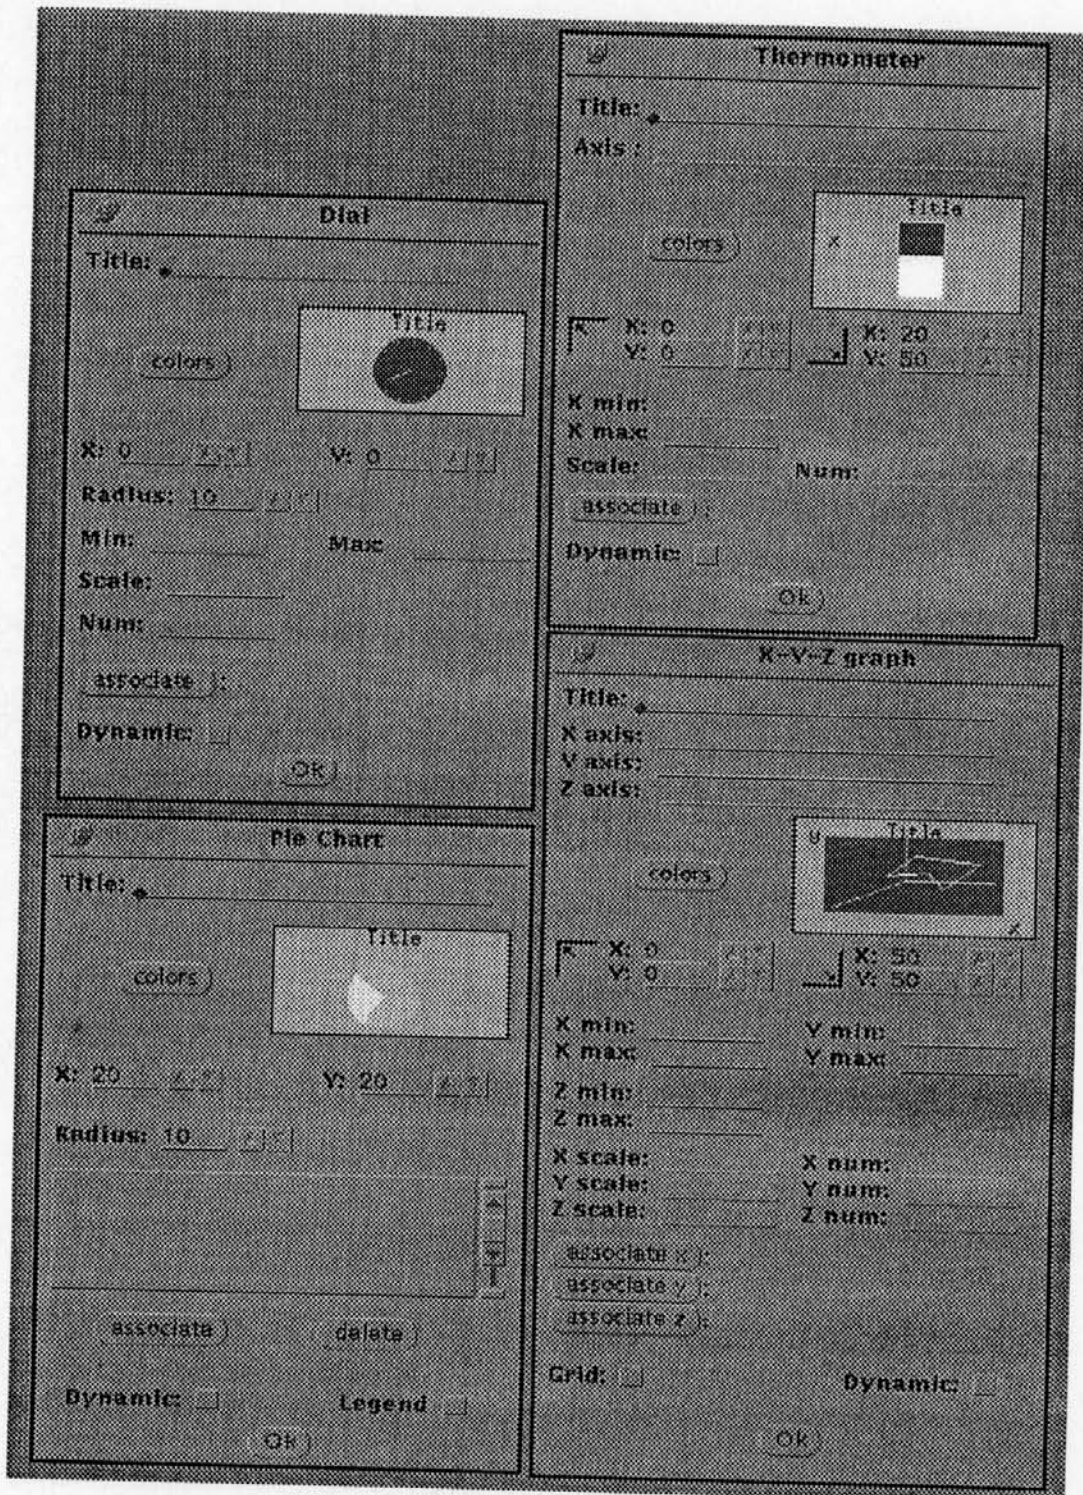 Thermometer
Title:
Axis :
Title
colors
X
X: 0
Y: 0
X: 20
Y: 50
X min:
X max:
Scale:
Num:
associate :
Dynamic:
Ok
Dial
Title:
Title
colors
X: 0
Y: 0
Radius: 10
Min:
Max:
Scale:
Num:
associate :
Dynamic:
Ok
X-Y-Z graph
Title:
X axis:
Y axis:
Z axis:
Title
y
colors
x
X: 0
Y: 0
X: 50
Y: 50
X min:
X max:
Y min:
Y max:
Z min:
Z max:
X scale:
Y scale:
Z scale:
X num:
Y num:
Z num:
associate x :
associate y :
associate z :
Grid:
Dynamic:
Ok
Pie Chart
Title:
Title
colors
X: 20
Y: 20
Radius: 10
associate
delete
Dynamic:
Legend
Ok